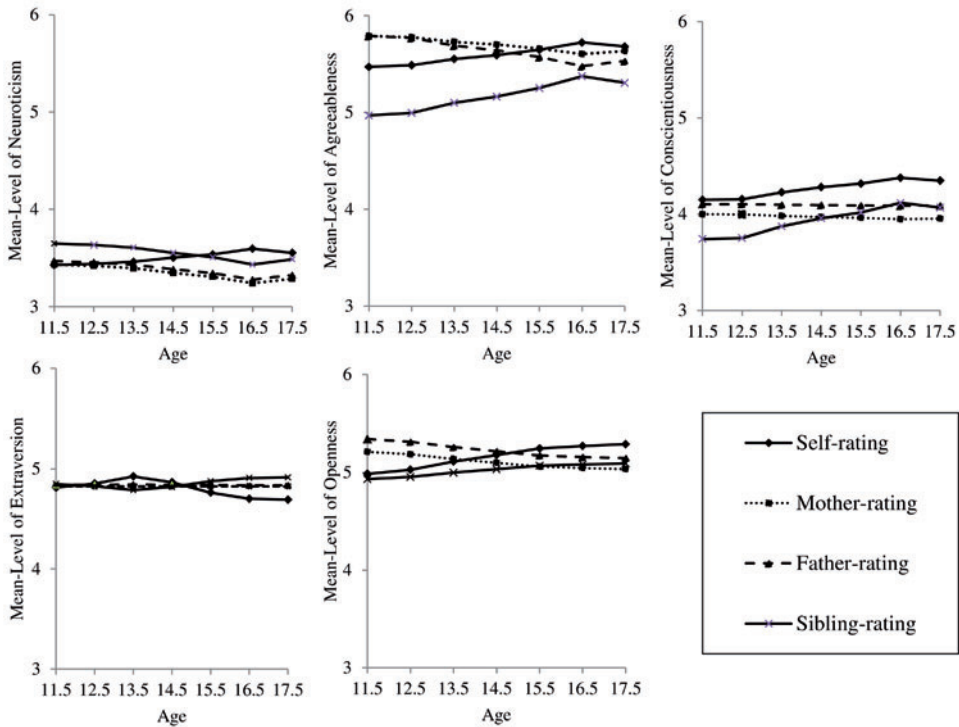 6
5
4
3
Mean-Level of Neuroticism
11.5 12.5 13.5 14.5 15.5 16.5 17.5
Age
6
5
4
3
Mean-Level of Agreeableness
11.5 12.5 13.5 14.5 15.5 16.5 17.5
Age
6
5
4
3
Mean-Level of Conscientiousness
11.5 12.5 13.5 14.5 15.5 16.5 17.5
Age
6
5
4
3
Mean-Level of Extraversion
11.5 12.5 13.5 14.5 15.5 16.5 17.5
Age
6
5
4
3
Mean-Level of Openness
11.5 12.5 13.5 14.5 15.5 16.5 17.5
Age
Self-rating
Mother-rating
Father-rating
Sibling-rating